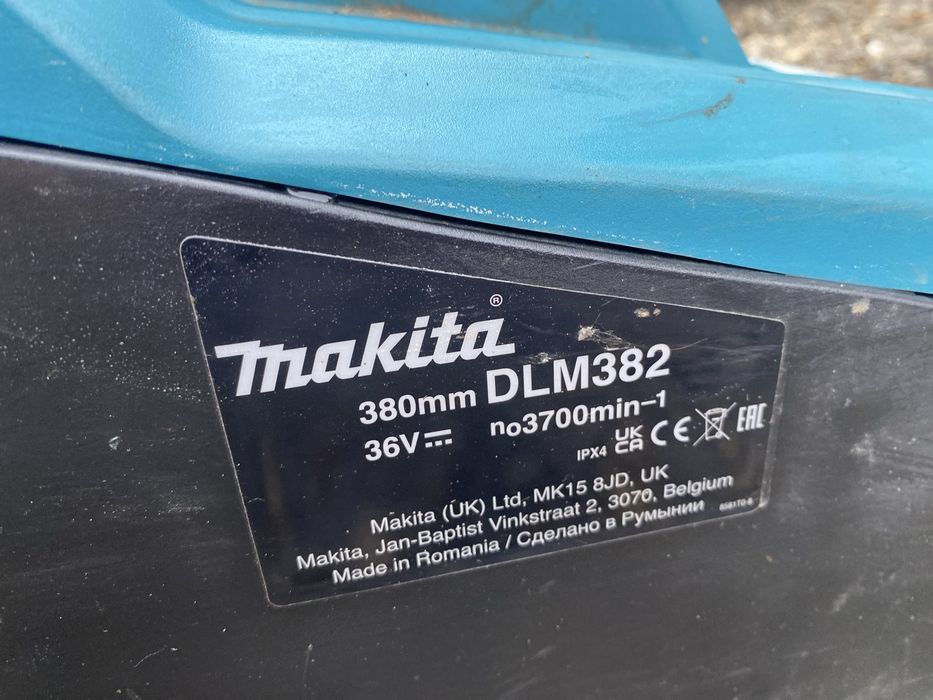 makita®
380mm DLM382
36V no3700min-1
IPX4 UK CA CE EAC
Makita (UK) Ltd, MK15 8JD, UK
Makita, Jan-Baptist Vinkstraat 2, 3070, Belgium
Made in Romania / Сделано в Румынии